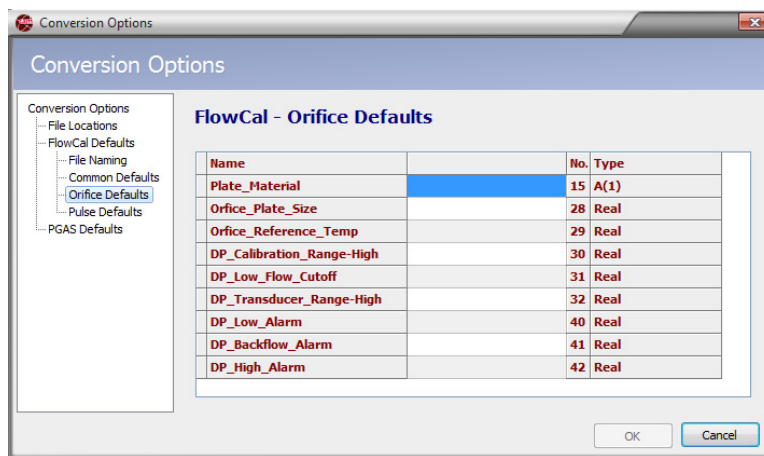 Conversion Options
Conversion Options
Conversion Options
File Locations
FlowCal Defaults
File Naming
Common Defaults
Orifice Defaults
Pulse Defaults
PGAS Defaults
FlowCal - Orifice Defaults
Name No. Type
Plate_Material 15 A(1)
Orfice_Plate_Size 28 Real
Orfice_Reference_Temp 29 Real
DP_Calibration_Range-High 30 Real
DP_Low_Flow_Cutoff 31 Real
DP_Transducer_Range-High 32 Real
DP_Low_Alarm 40 Real
DP_Backflow_Alarm 41 Real
DP_High_Alarm 42 Real
OK Cancel